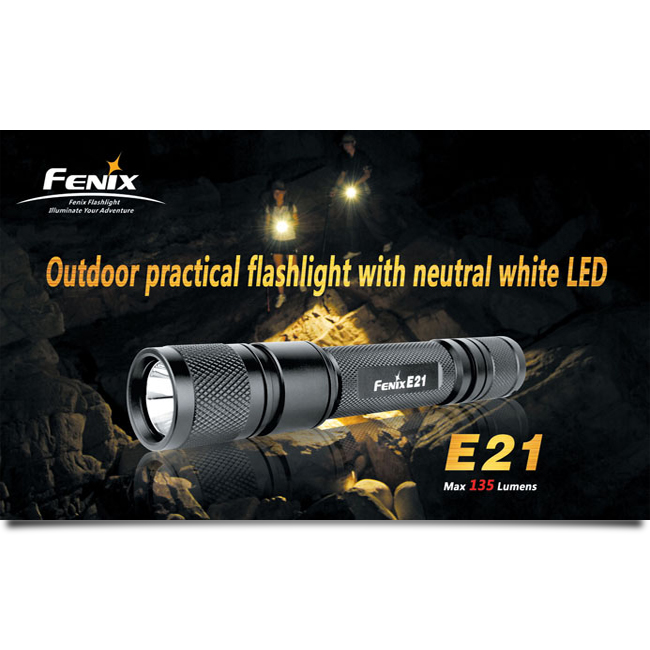 FENIX
Fenix Flashlight
Illuminate Your Adventure
Outdoor practical flashlight with neutral white LED
FENIX E21
E21
Max 135 Lumens